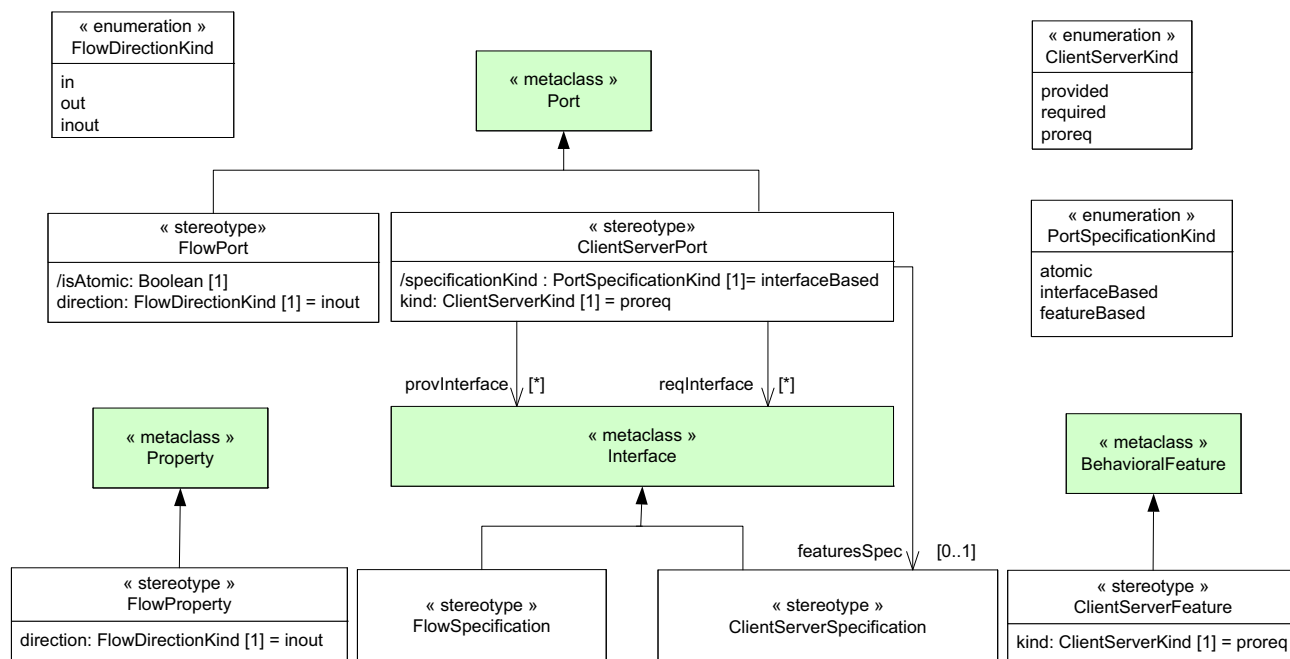 « enumeration »
FlowDirectionKind
in
out
inout
« metaclass »
Port
« enumeration »
ClientServerKind
provided
required
proreq
« stereotype»
FlowPort
/isAtomic: Boolean [1]
direction: FlowDirectionKind [1] = inout
« stereotype»
ClientServerPort
/specificationKind : PortSpecificationKind [1]= interfaceBased
kind: ClientServerKind [1] = proreq
« enumeration »
PortSpecificationKind
atomic
interfaceBased
featureBased
provInterface [*]
reqInterface [*]
« metaclass »
Property
« metaclass »
Interface
« metaclass »
BehavioralFeature
featuresSpec [0..1]
« stereotype »
FlowProperty
direction: FlowDirectionKind [1] = inout
« stereotype »
FlowSpecification
« stereotype »
ClientServerSpecification
« stereotype »
ClientServerFeature
kind: ClientServerKind [1] = proreq